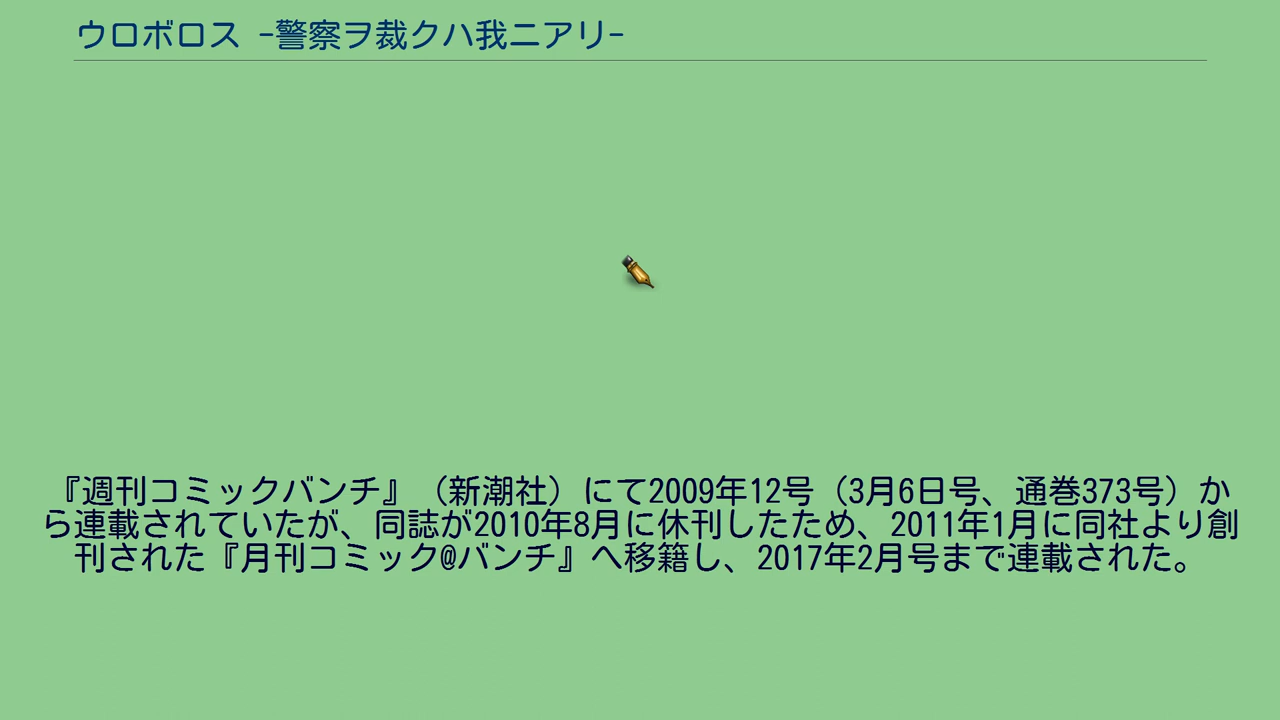 ウロボロス -警察ヲ裁クハ我ニアリ-
『週刊コミックバンチ』（新潮社）にて2009年12号（3月6日号、通巻373号）か
ら連載されていたが、同誌が2010年8月に休刊したため、2011年1月に同社より創
刊された『月刊コミック@バンチ』へ移籍し、2017年2月号まで連載された。